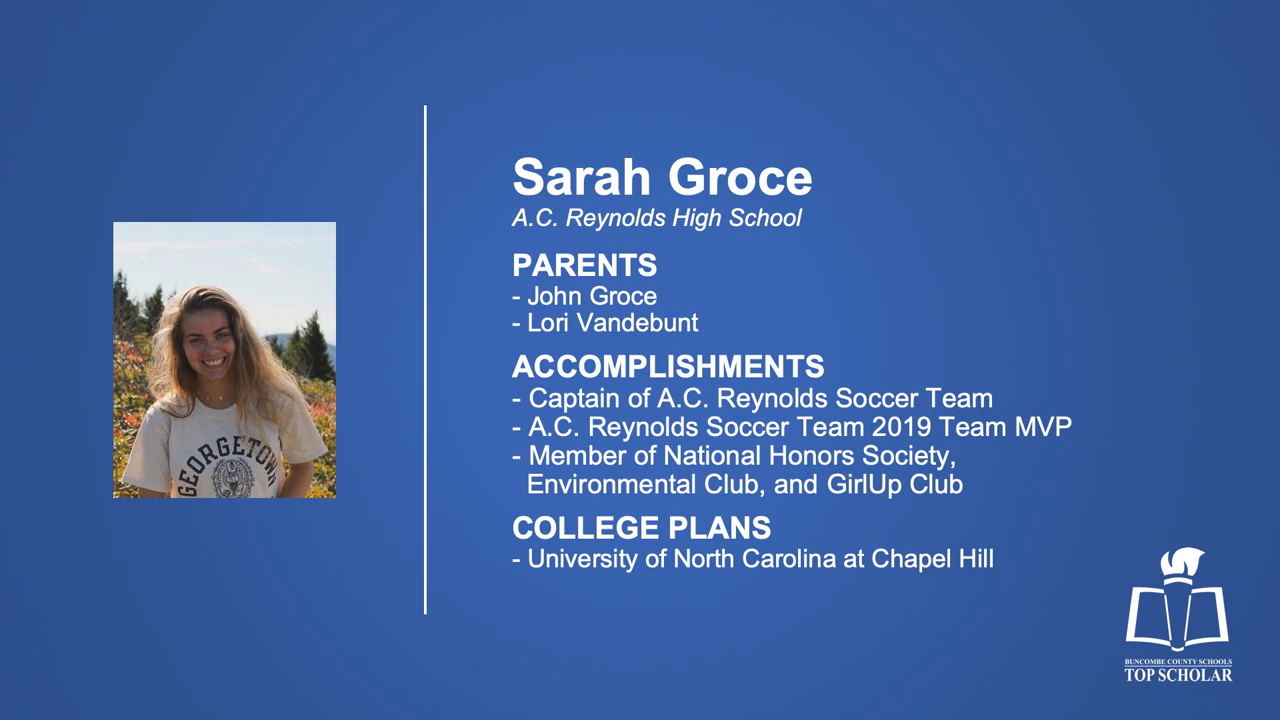 GEORGETOWN
Sarah Groce
A.C. Reynolds High School
PARENTS
- John Groce
- Lori Vandebunt
ACCOMPLISHMENTS
- Captain of A.C. Reynolds Soccer Team
- A.C. Reynolds Soccer Team 2019 Team MVP
- Member of National Honors Society,
Environmental Club, and GirlUp Club
COLLEGE PLANS
- University of North Carolina at Chapel Hill
BUNCOMBE COUNTY SCHOOLS
TOP SCHOLAR